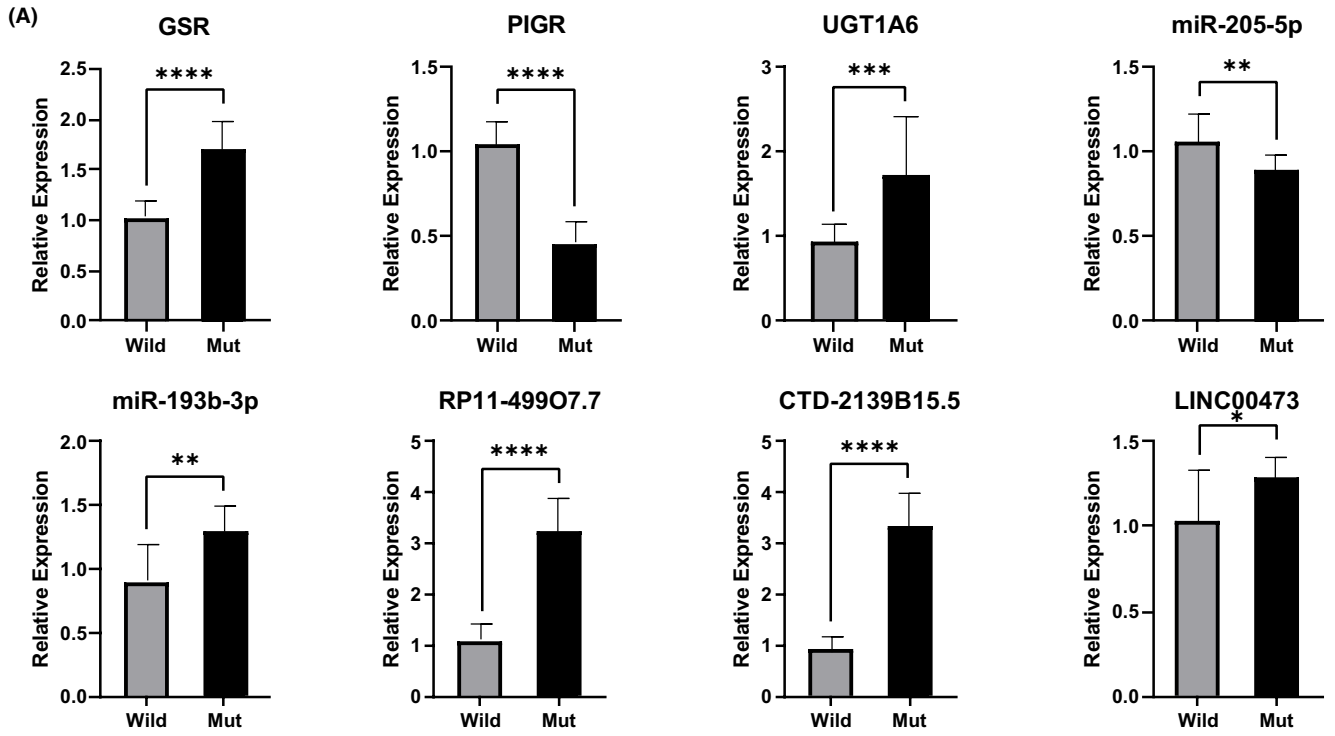 (A)
GSR
Relative Expression
2.5
2.0
1.5
1.0
0.5
0.0
****
Wild Mut
PIGR
Relative Expression
1.5
1.0
0.5
0.0
****
Wild Mut
UGT1A6
Relative Expression
3
2
1
0
***
Wild Mut
miR-205-5p
Relative Expression
1.5
1.0
0.5
0.0
**
Wild Mut
miR-193b-3p
Relative Expression
2.0
1.5
1.0
0.5
0.0
**
Wild Mut
RP11-499O7.7
Relative Expression
5
4
3
2
1
0
****
Wild Mut
CTD-2139B15.5
Relative Expression
5
4
3
2
1
0
****
Wild Mut
LINC00473
Relative Expression
1.5
1.0
0.5
0.0
*
Wild Mut